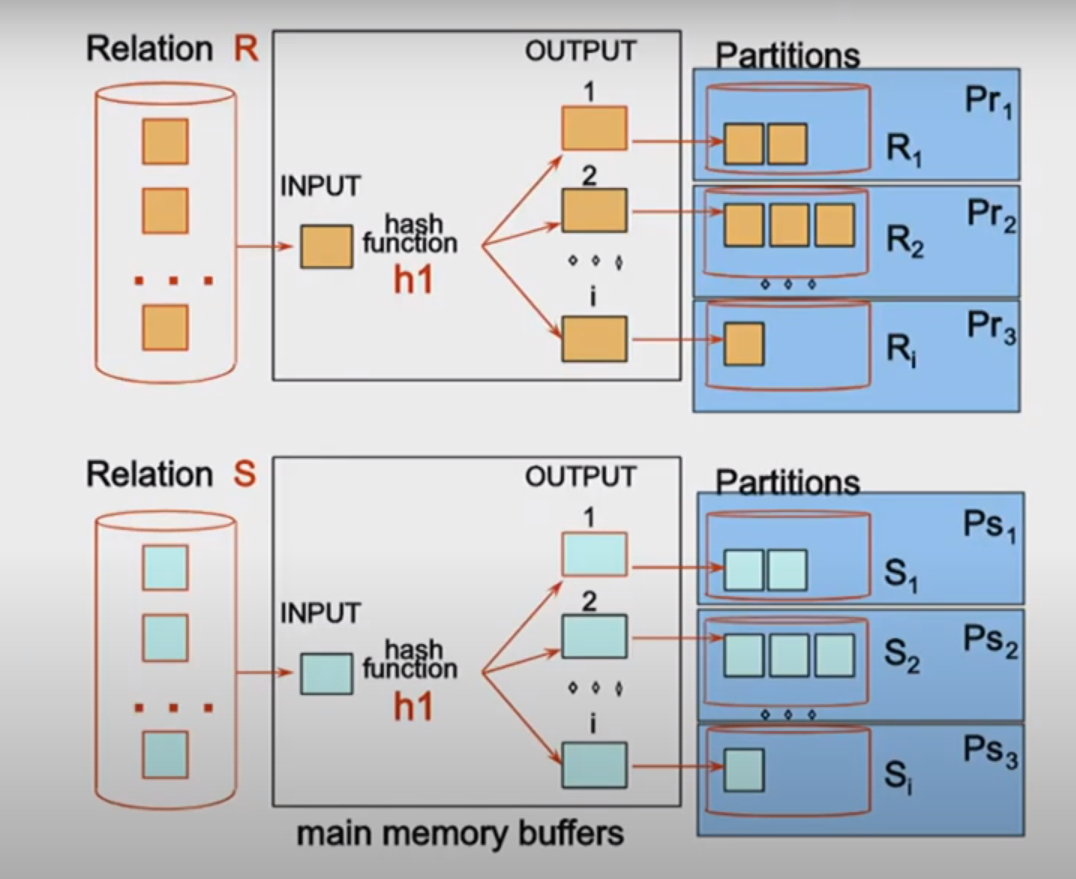 Relation R
OUTPUT
Partitions
1
Pr1
R1
INPUT
2
hash
function
h1
Pr2
R2
i
Pr3
Ri
Relation S
OUTPUT
Partitions
1
Ps1
S1
INPUT
2
hash
function
h1
Ps2
S2
i
Ps3
Si
main memory buffers